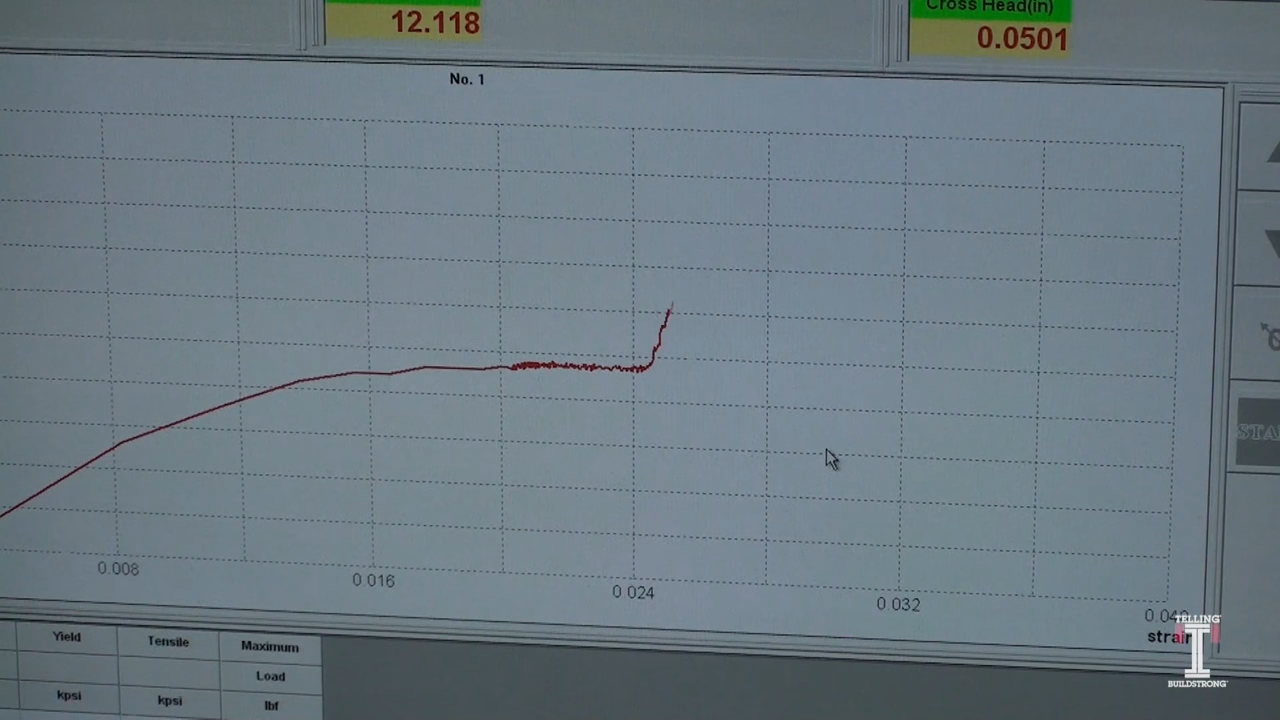 Cross Head(in)
12.118
0.0501
No. 1
0.008
0.016
0.024
0.032
strain
Yield
Tensile
Maximum
Load
kpsi
kpsi
lbf
TELLING
BUILDSTRONG